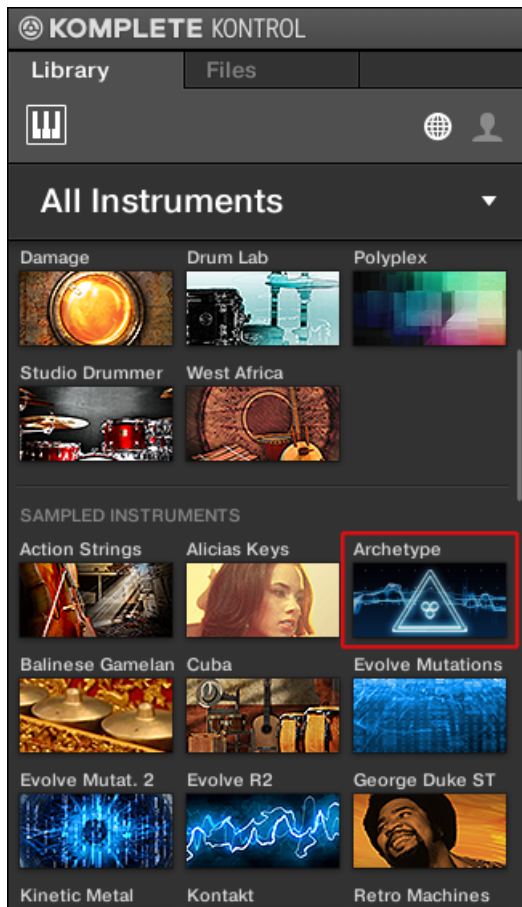 KOMPLETE KONTROL
Library Files
All Instruments
Damage Drum Lab Polyplex
Studio Drummer West Africa
SAMPLED INSTRUMENTS
Action Strings Alicias Keys Archetype
Balinese Gamelan Cuba Evolve Mutations
Evolve Mutat. 2 Evolve R2 George Duke ST
Kinetic Metal Kontakt Retro Machines